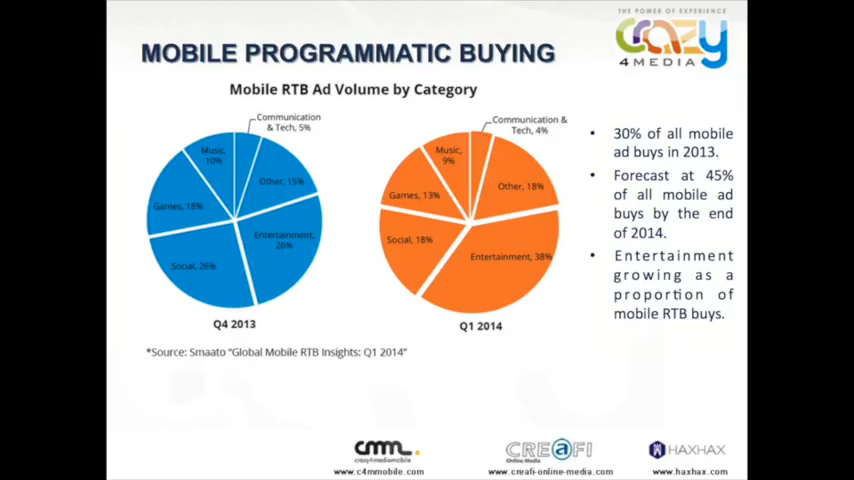 THE POWER OF EXPERIENCE
crazy
4MEDIA
MOBILE PROGRAMMATIC BUYING
Mobile RTB Ad Volume by Category
Communication
& Tech, 5%
Music,
10%
Other, 15%
Games, 18%
Entertainment,
26%
Social, 26%
Q4 2013
Communication &
Tech, 4%
Music,
9%
Other, 18%
Games, 13%
Social, 18%
Entertainment, 38%
Q1 2014
• 30% of all mobile
ad buys in 2013.
• Forecast at 45%
of all mobile ad
buys by the end
of 2014.
• Entertainment
growing as a
proportion of
mobile RTB buys.
*Source: Smaato "Global Mobile RTB Insights: Q1 2014"
cmm
crazy4mediamobile
www.c4mmobile.com
CREAFI
Online Media
www.creafi-online-media.com
HAXHAX
www.haxhax.com